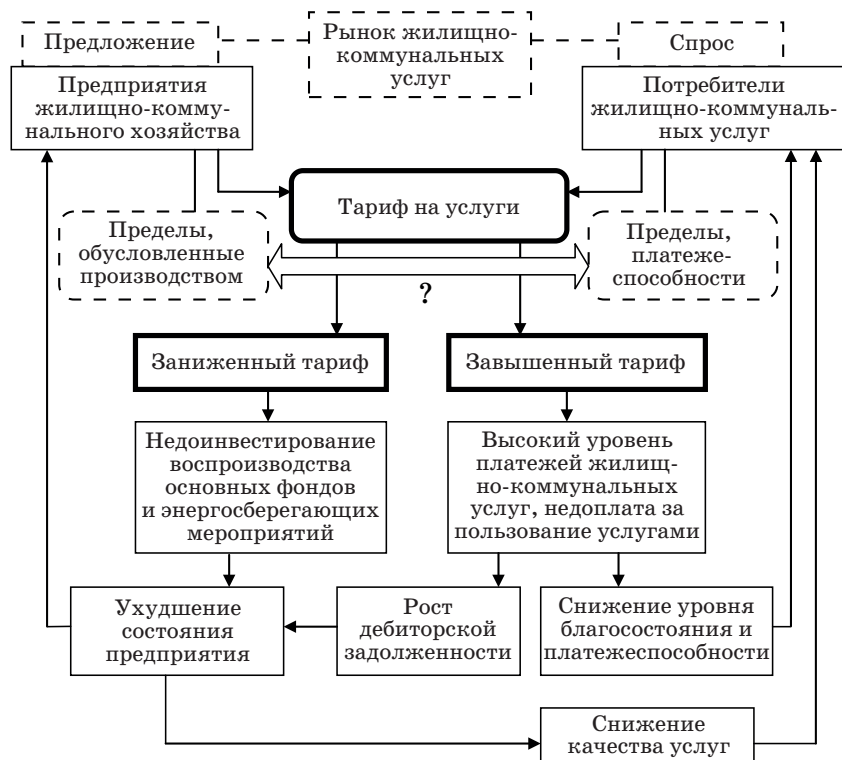 Предложение
Рынок жилищно-
коммунальных
услуг
Спрос
Предприятия
жилищно-комму-
нального хозяйства
Потребители
жилищно-коммуналь-
ных услуг
Тариф на услуги
Пределы,
обусловленные
производством
Пределы,
платеже-
способности
?
Заниженный тариф
Завышенный тариф
Недоинвестирование
воспроизводства
основных фондов
и энергосберегающих
мероприятий
Высокий уровень
платежей жилищ-
но-коммунальных
услуг, недоплата за
пользование услугами
Ухудшение
состояния
предприятия
Рост
дебиторской
задолженности
Снижение уровня
благосостояния и
платежеспособности
Снижение
качества услуг